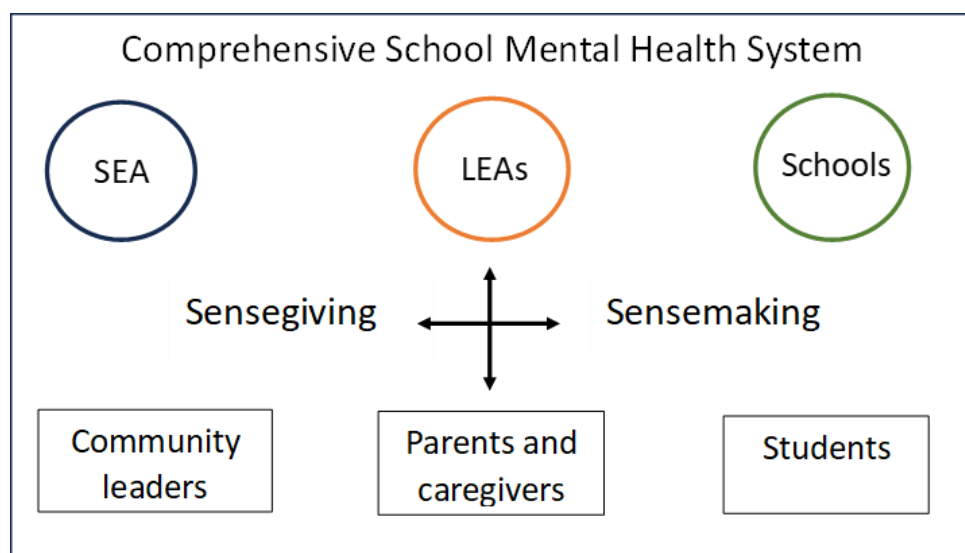 Comprehensive School Mental Health System
SEA
LEAs
Schools
Sensegiving
Sensemaking
Community
leaders
Parents and
caregivers
Students